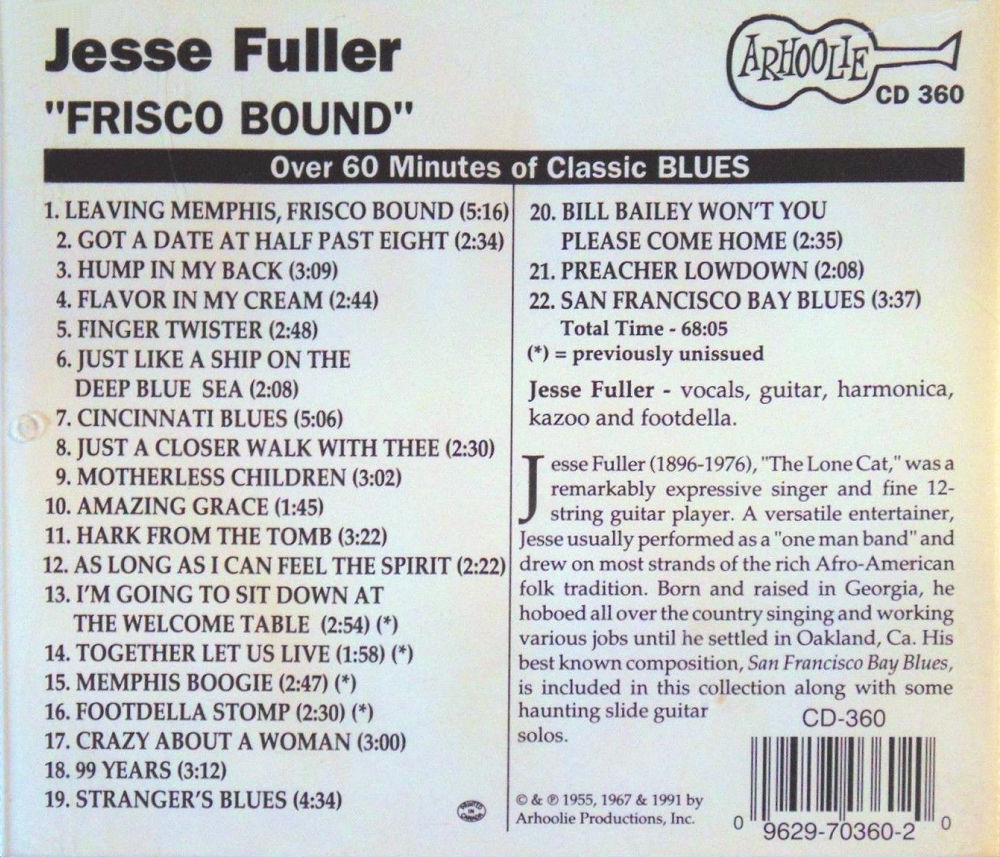 Jesse Fuller
"FRISCO BOUND"
ARHOOLIE
CD 360
Over 60 Minutes of Classic BLUES
1. LEAVING MEMPHIS, FRISCO BOUND (5:16)
2. GOT A DATE AT HALF PAST EIGHT (2:34)
3. HUMP IN MY BACK (3:09)
4. FLAVOR IN MY CREAM (2:44)
5. FINGER TWISTER (2:48)
6. JUST LIKE A SHIP ON THE
DEEP BLUE SEA (2:08)
7. CINCINNATI BLUES (5:06)
8. JUST A CLOSER WALK WITH THEE (2:30)
9. MOTHERLESS CHILDREN (3:02)
10. AMAZING GRACE (1:45)
11. HARK FROM THE TOMB (3:22)
12. AS LONG AS I CAN FEEL THE SPIRIT (2:22)
13. I'M GOING TO SIT DOWN AT
THE WELCOME TABLE (2:54) (*)
14. TOGETHER LET US LIVE (1:58) (*)
15. MEMPHIS BOOGIE (2:47) (*)
16. FOOTDELLA STOMP (2:30) (*)
17. CRAZY ABOUT A WOMAN (3:00)
18. 99 YEARS (3:12)
19. STRANGER'S BLUES (4:34)
PRINTED
IN
CANADA
20. BILL BAILEY WON'T YOU
PLEASE COME HOME (2:35)
21. PREACHER LOWDOWN (2:08)
22. SAN FRANCISCO BAY BLUES (3:37)
Total Time - 68:05
(*) = previously unissued
Jesse Fuller - vocals, guitar, harmonica,
kazoo and footdella.
Jesse Fuller (1896-1976), "The Lone Cat," was a
remarkably expressive singer and fine 12-
string guitar player. A versatile entertainer,
Jesse usually performed as a "one man band" and
drew on most strands of the rich Afro-American
folk tradition. Born and raised in Georgia, he
hoboed all over the country singing and working
various jobs until he settled in Oakland, Ca. His
best known composition, San Francisco Bay Blues,
is included in this collection along with some
haunting slide guitar
solos.
© & ℗ 1955, 1967 & 1991 by
Arhoolie Productions, Inc.
CD-360
0 9629-70360-2 0